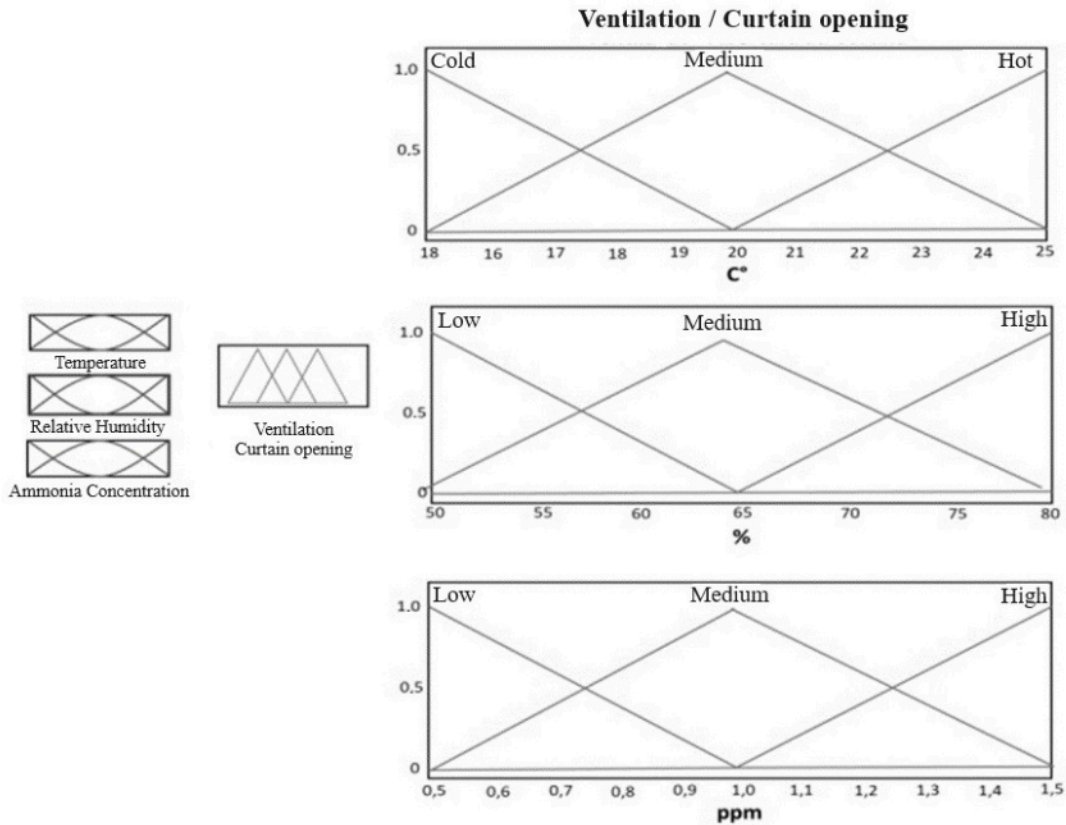 Ventilation / Curtain opening
Cold Medium Hot
1.0
0.5
0
18 16 17 18 19 20 21 22 23 24 25
C°
Temperature
Relative Humidity
Ammonia Concentration
Ventilation
Curtain opening
Low Medium High
1.0
0.5
0
50 55 60 65 70 75 80
%
Low Medium High
1.0
0.5
0
0,5 0,6 0,7 0,8 0,9 1,0 1,1 1,2 1,3 1,4 1,5
ppm